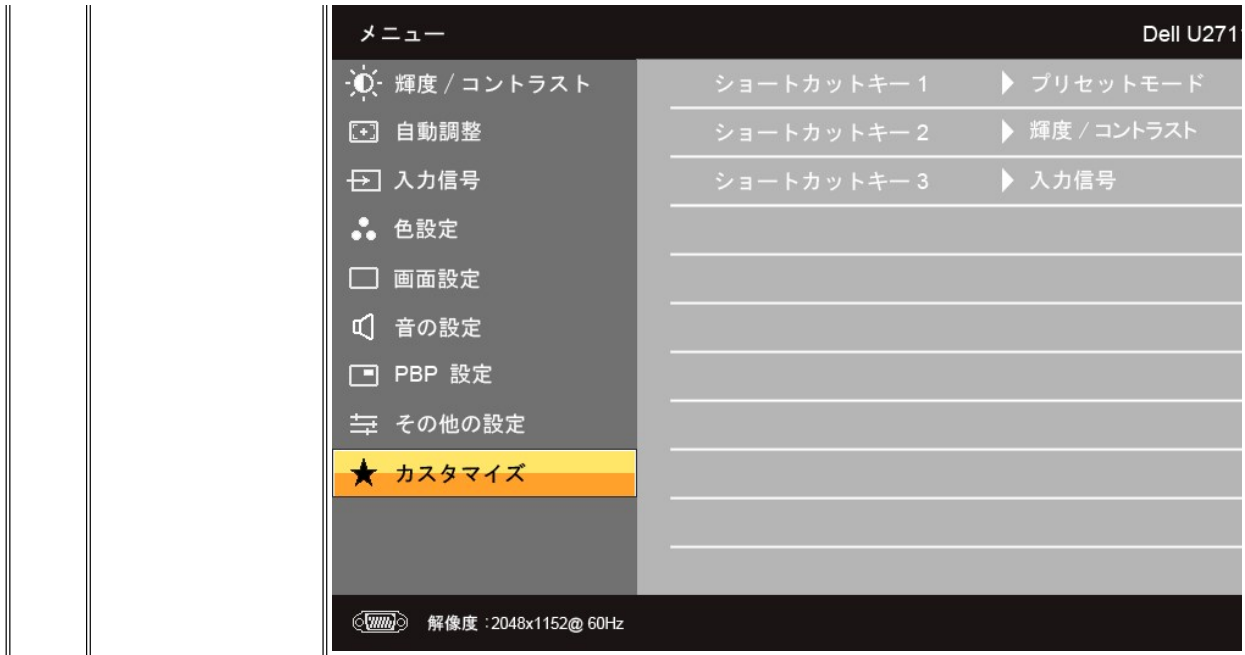 メニュー Dell U271
輝度 / コントラスト ショートカットキー 1 プリセットモード
自動調整 ショートカットキー 2 輝度 / コントラスト
入力信号 ショートカットキー 3 入力信号
色設定
画面設定
音の設定
PBP 設定
その他の設定
カスタマイズ
解像度 :2048x1152@ 60Hz